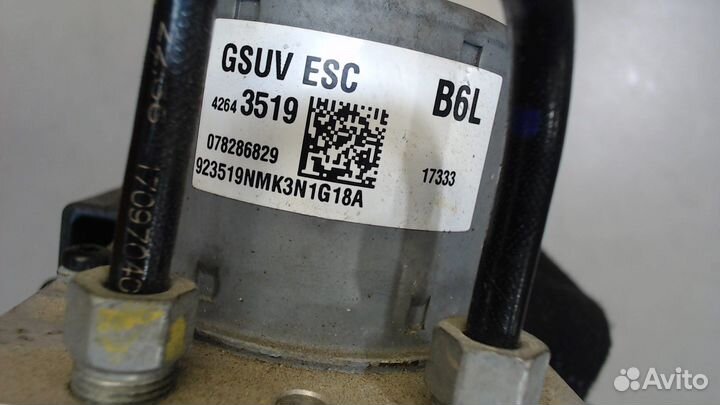 GSUV ESC
B6L
4264 3519
078286829
17333
923519NMK3N1G18A
Avito